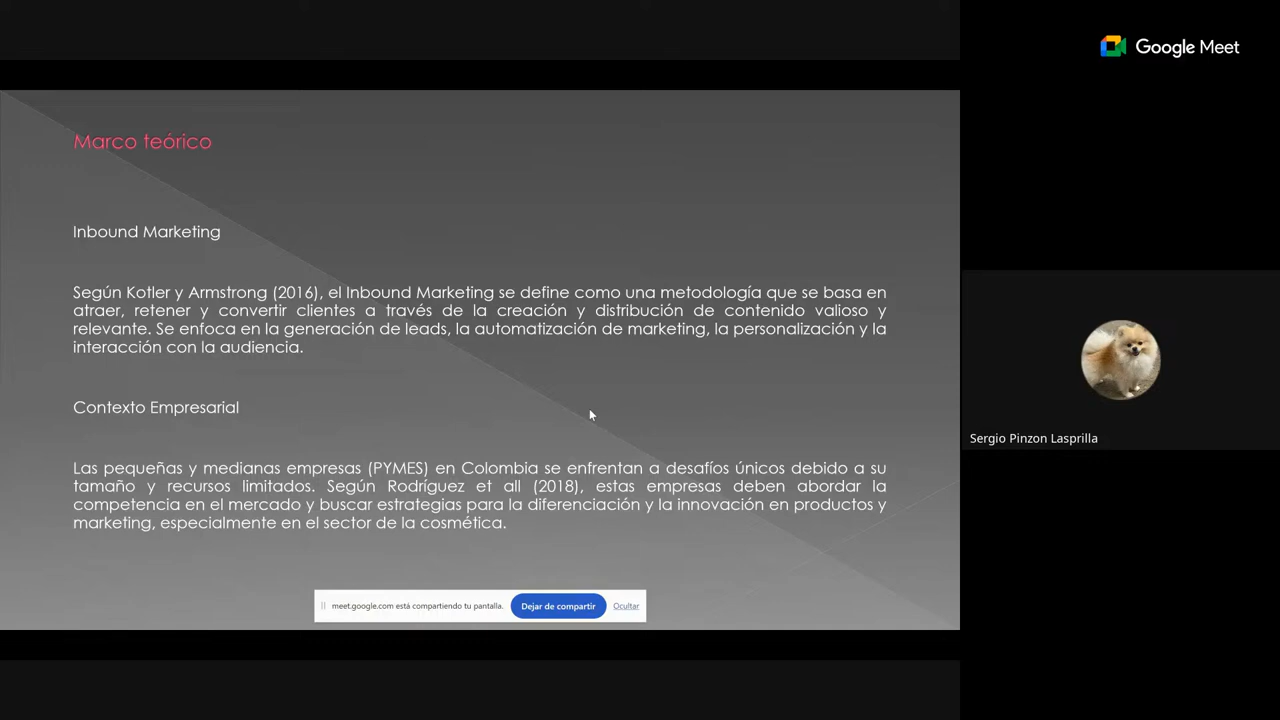 Google Meet
Marco teórico
Inbound Marketing
Según Kotler y Armstrong (2016), el Inbound Marketing se define como una metodología que se basa en
atraer, retener y convertir clientes a través de la creación y distribución de contenido valioso y
relevante. Se enfoca en la generación de leads, la automatización de marketing, la personalización y la
interacción con la audiencia.
Contexto Empresarial
Las pequeñas y medianas empresas (PYMES) en Colombia se enfrentan a desafíos únicos debido a su
tamaño y recursos limitados. Según Rodríguez et all (2018), estas empresas deben abordar la
competencia en el mercado y buscar estrategias para la diferenciación y la innovación en productos y
marketing, especialmente en el sector de la cosmética.
meet.google.com está compartiendo tu pantalla. Dejar de compartir Ocultar
Sergio Pinzon Lasprilla